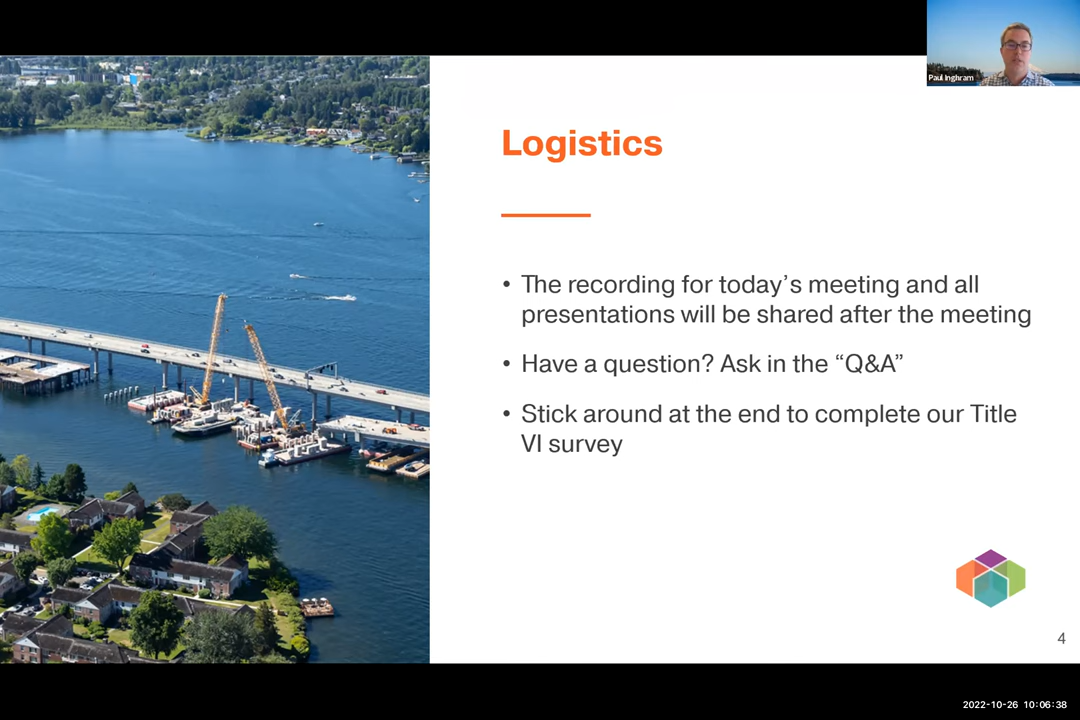 Paul Inghram
Logistics
• The recording for today’s meeting and all
presentations will be shared after the meeting
• Have a question? Ask in the “Q&A”
• Stick around at the end to complete our Title
VI survey
4
2022-10-26 10:06:38